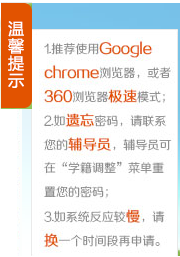 温馨提示
1.推荐使用Google
chrome浏览器，或者
360浏览器极速模式；
2.如遗忘密码，请联系
您的辅导员，辅导员可
在“学籍调整”菜单重
置您的密码；
3.如系统反应较慢，请
换一个时间段再申请。